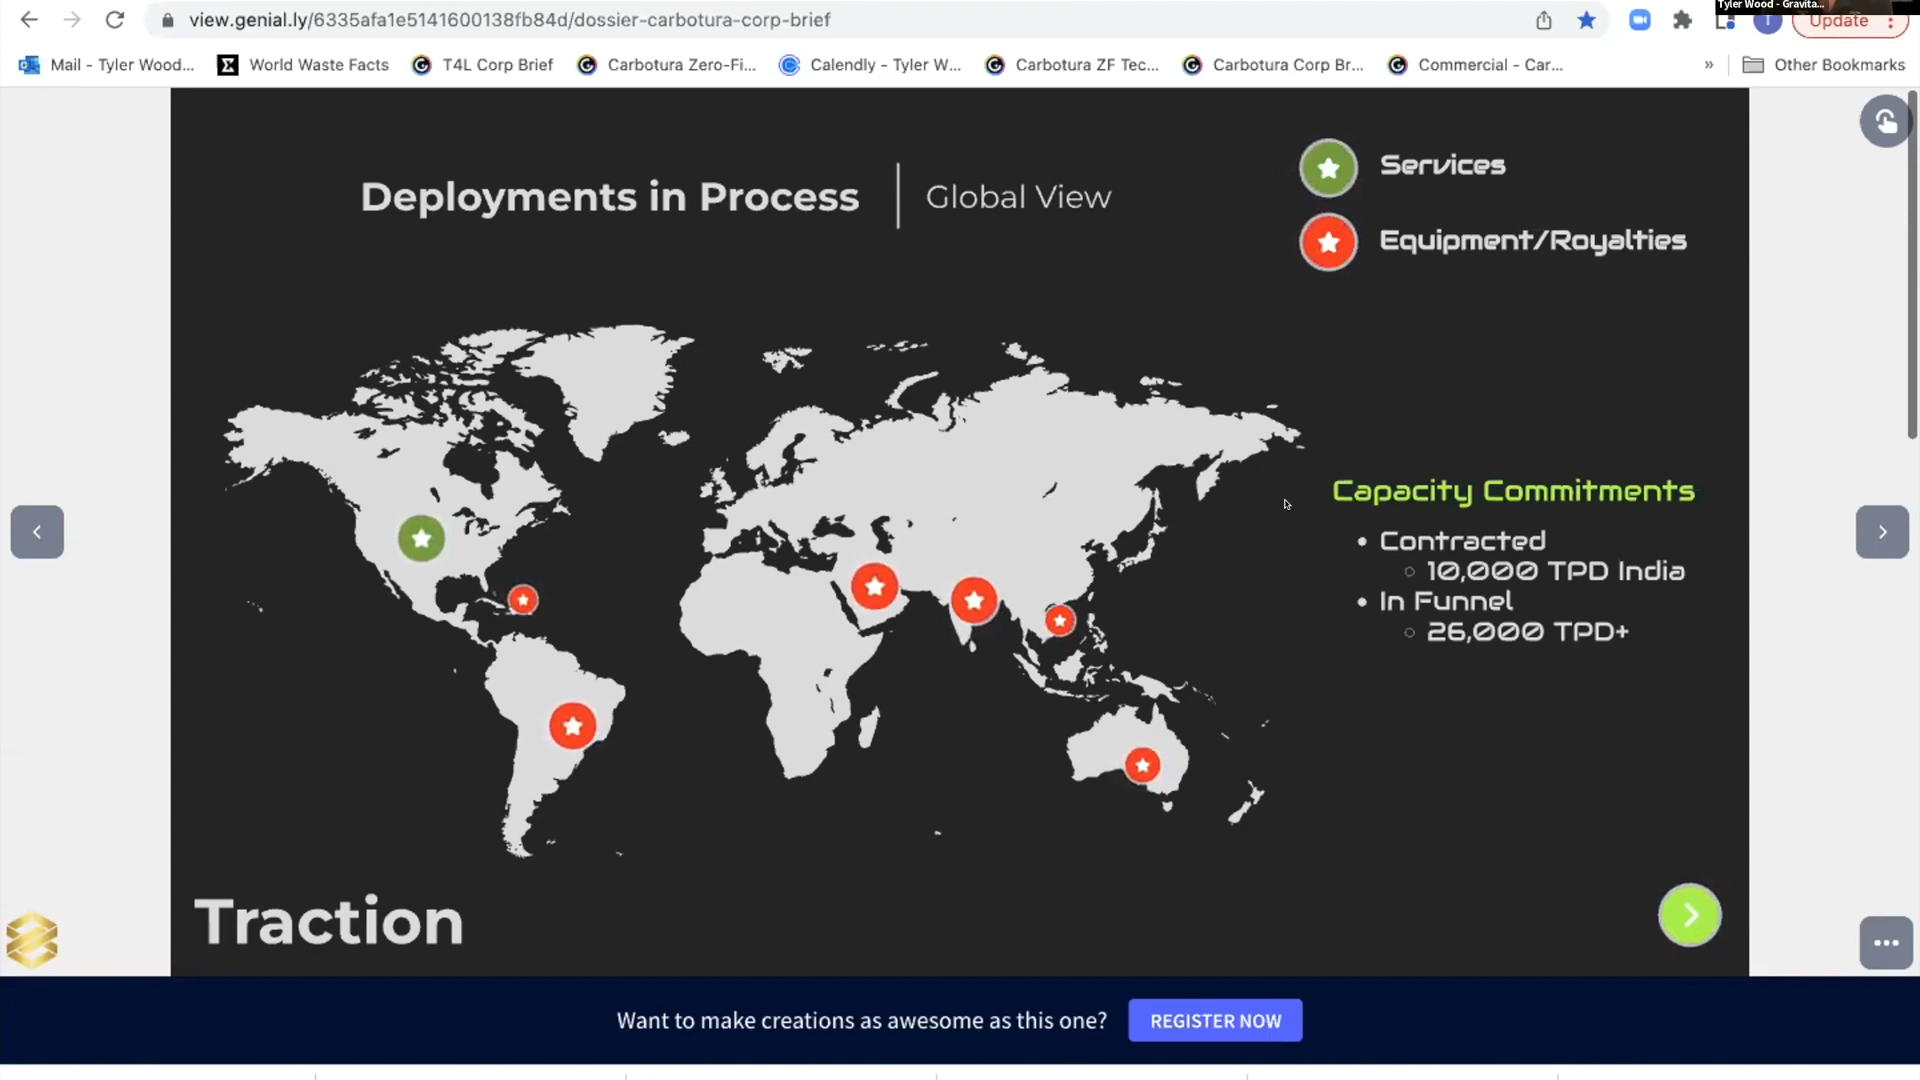 Tyler Wood - Gravita...
view.genial.ly/6335afa1e5141600138fb84d/dossier-carbotura-corp-brief
T
Update
Mail - Tyler Wood...
World Waste Facts
T4L Corp Brief
Carbotura Zero-Fi...
Calendly - Tyler W...
Carbotura ZF Tec...
Carbotura Corp Br...
Commercial - Car...
»
Other Bookmarks
Deployments in Process
Global View
Services
Equipment/Royalties
Capacity Commitments
• Contracted
○ 10,000 TPD India
• In Funnel
○ 26,000 TPD+
Traction
Want to make creations as awesome as this one?
REGISTER NOW